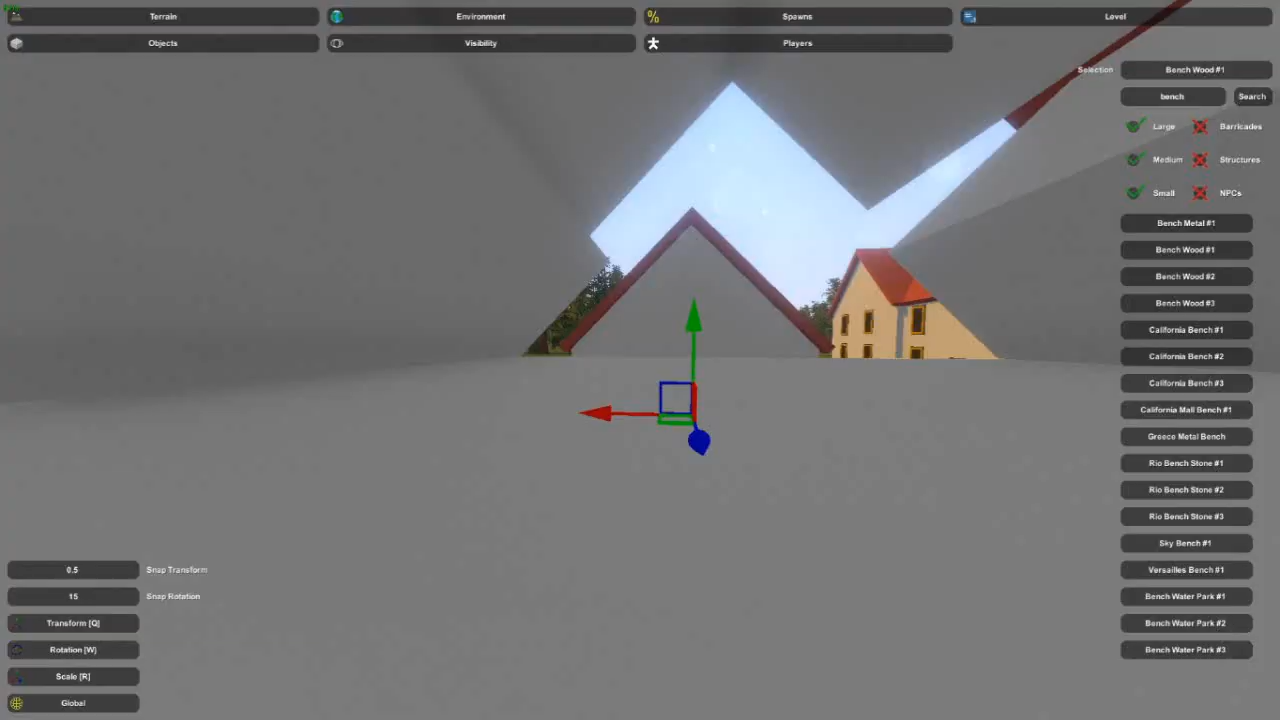 Terrain
Environment
Spawns
Level
Objects
Visibility
Players
Selection
Bench Wood #1
bench
Search
Large
Barricades
Medium
Structures
Small
NPCs
Bench Metal #1
Bench Wood #1
Bench Wood #2
Bench Wood #3
California Bench #1
California Bench #2
California Bench #3
California Mall Bench #1
Greece Metal Bench
Rio Bench Stone #1
Rio Bench Stone #2
Rio Bench Stone #3
Sky Bench #1
Versailles Bench #1
Bench Water Park #1
Bench Water Park #2
Bench Water Park #3
0.5 Snap Transform
15 Snap Rotation
Transform [Q]
Rotation [W]
Scale [R]
Global